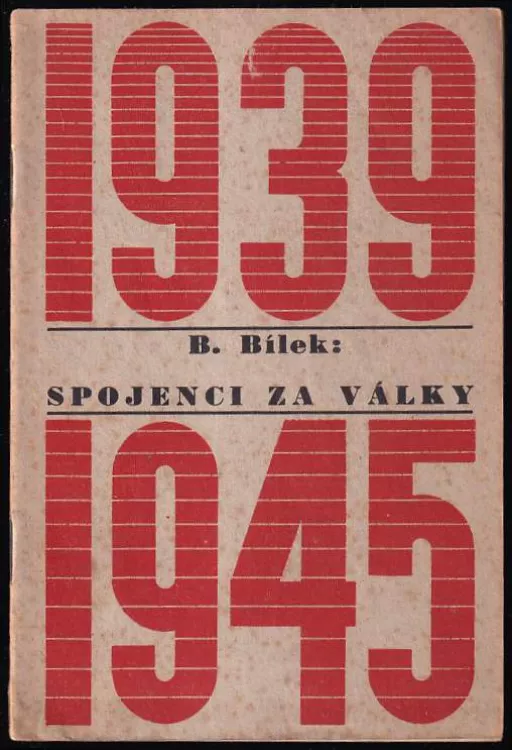 1939
B. Bílek:
SPOJENCI ZA VÁLKY
1945